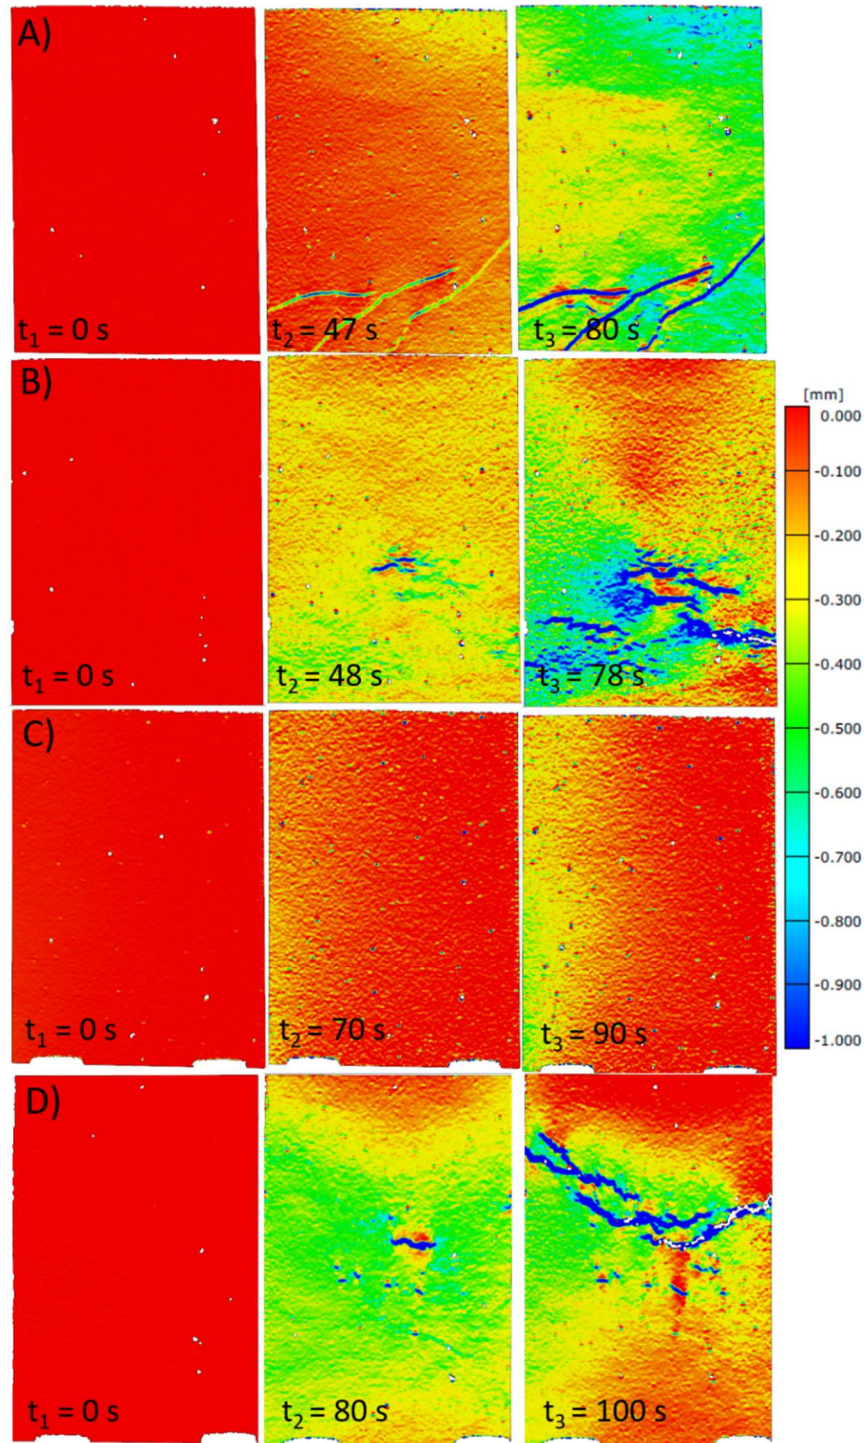 A)
t₁ = 0 s
t₂ = 47 s
t₃ = 80 s
B)
t₁ = 0 s
t₂ = 48 s
t₃ = 78 s
C)
t₁ = 0 s
t₂ = 70 s
t₃ = 90 s
D)
t₁ = 0 s
t₂ = 80 s
t₃ = 100 s
[mm]
0.000
-0.100
-0.200
-0.300
-0.400
-0.500
-0.600
-0.700
-0.800
-0.900
-1.000